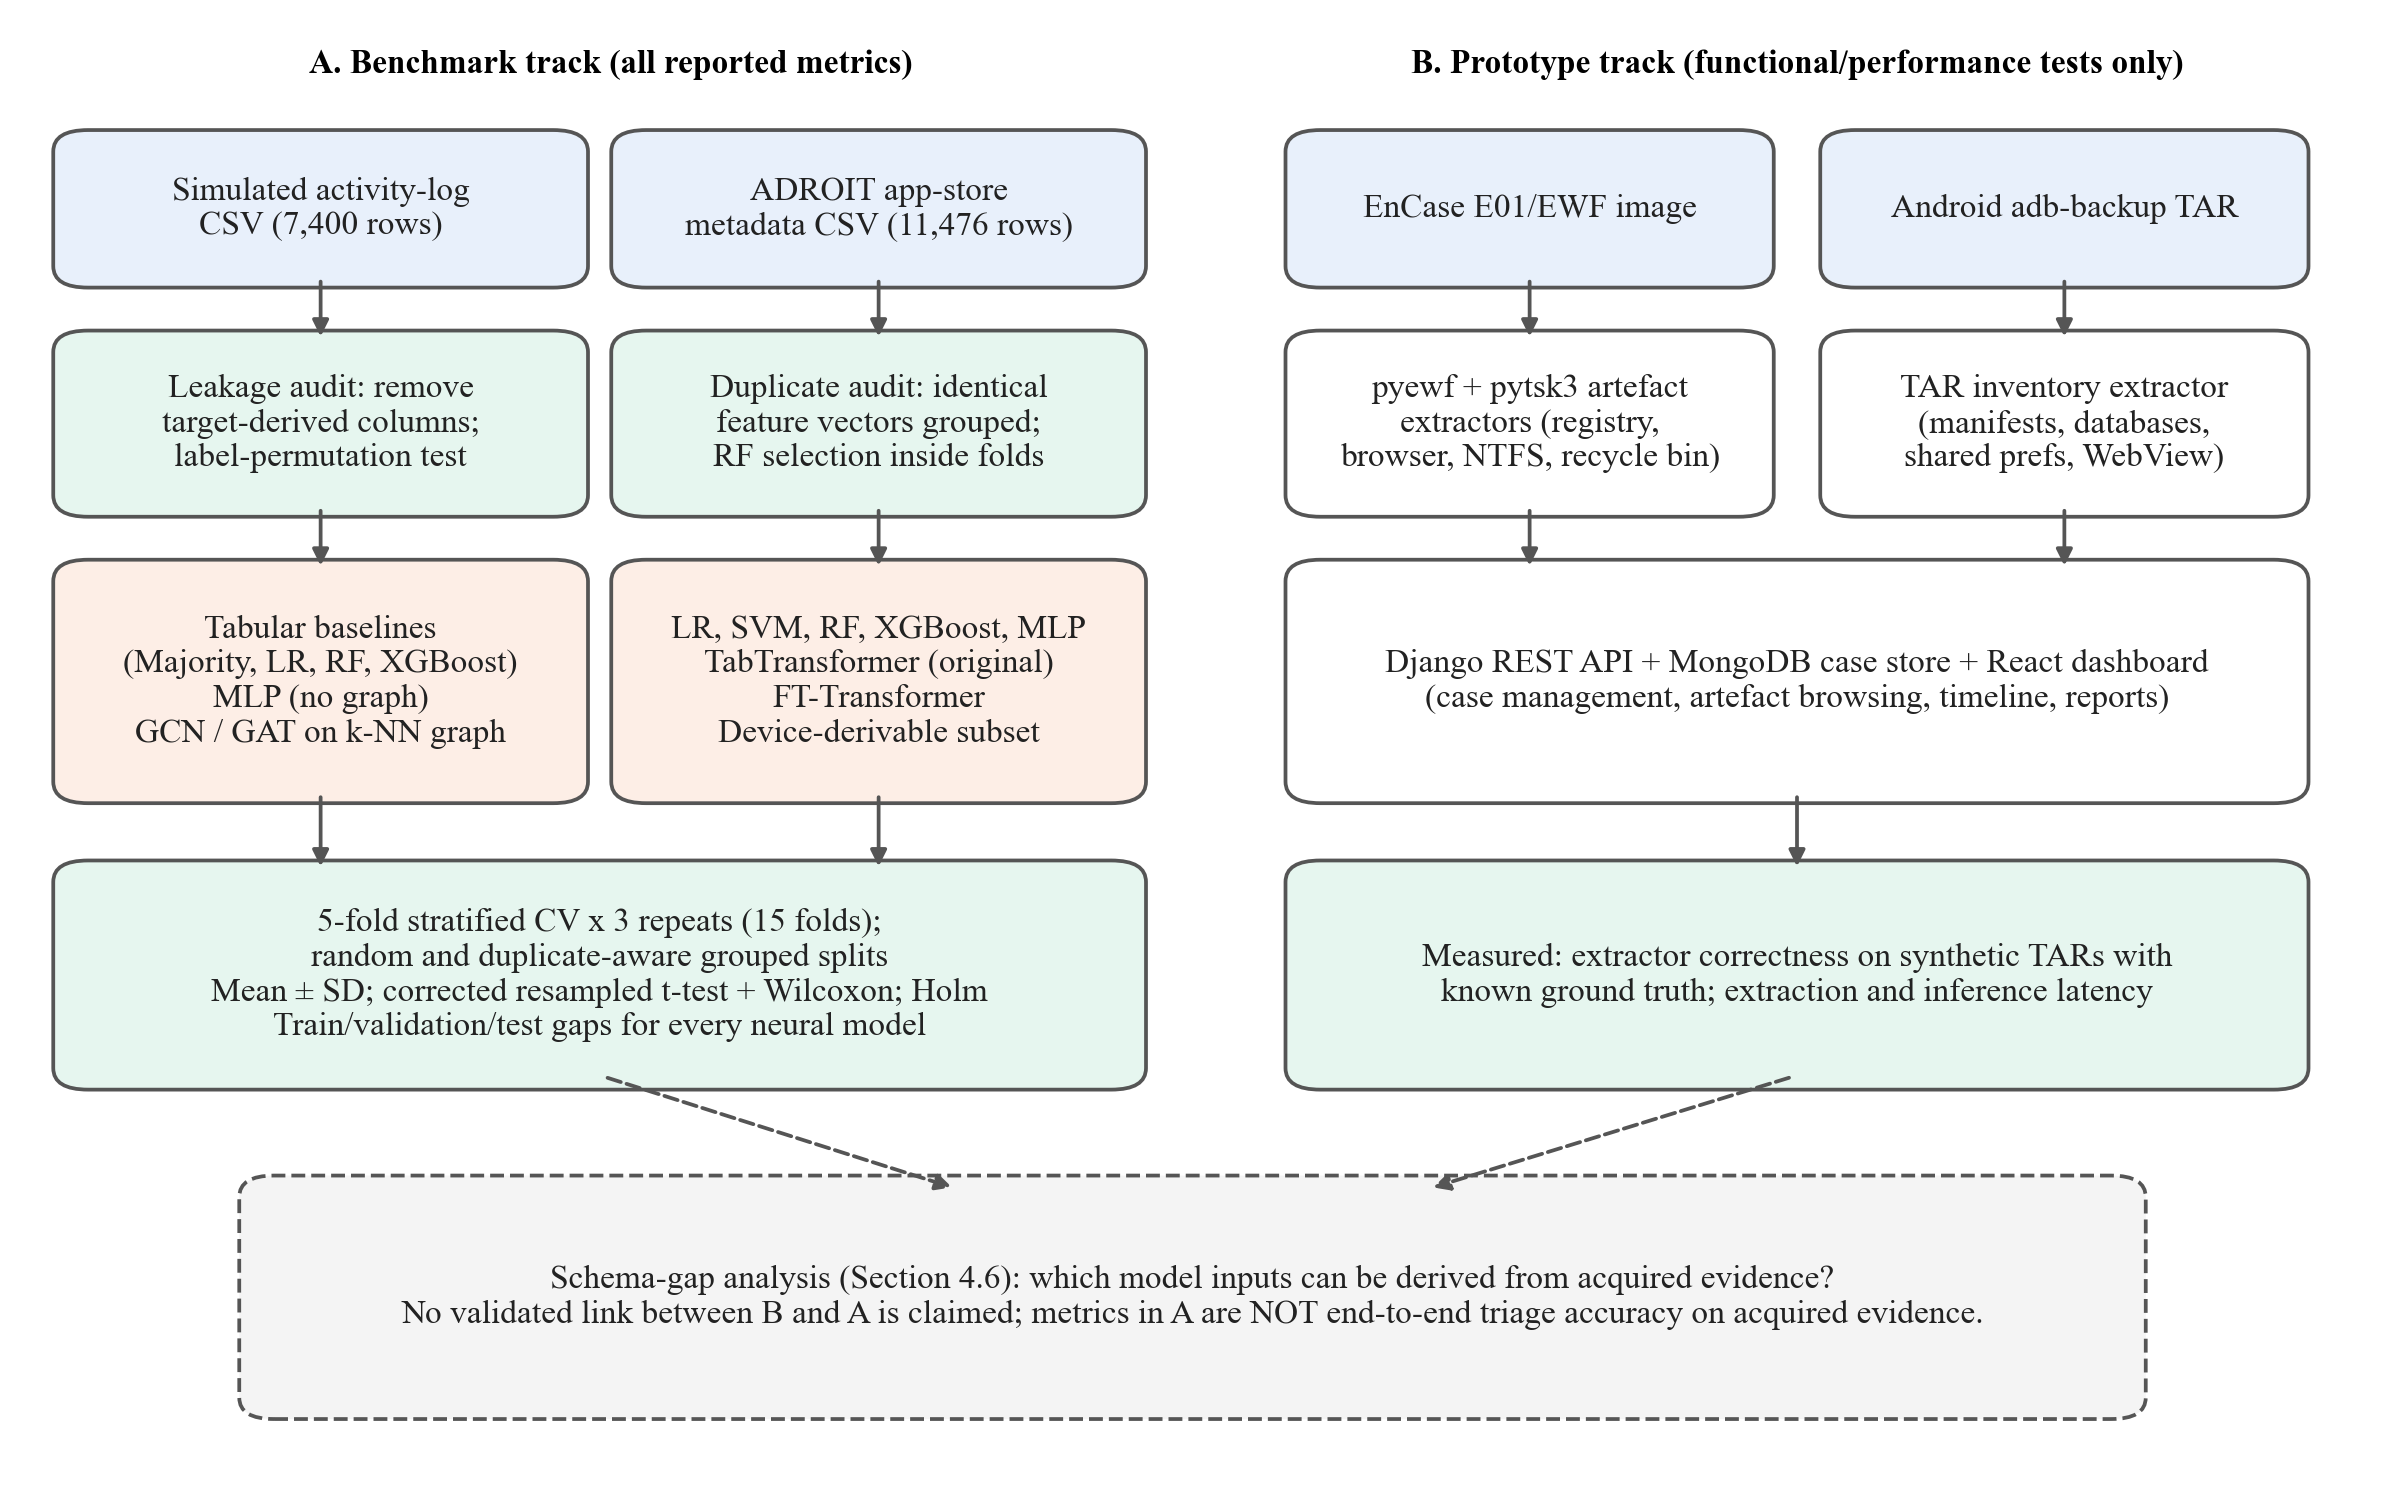 A. Benchmark track (all reported metrics)
Simulated activity-log
CSV (7,400 rows)
ADROIT app-store
metadata CSV (11,476 rows)
Leakage audit: remove
target-derived columns;
label-permutation test
Duplicate audit: identical
feature vectors grouped;
RF selection inside folds
Tabular baselines
(Majority, LR, RF, XGBoost)
MLP (no graph)
GCN / GAT on k-NN graph
LR, SVM, RF, XGBoost, MLP
TabTransformer (original)
FT-Transformer
Device-derivable subset
5-fold stratified CV x 3 repeats (15 folds);
random and duplicate-aware grouped splits
Mean ± SD; corrected resampled t-test + Wilcoxon; Holm
Train/validation/test gaps for every neural model
B. Prototype track (functional/performance tests only)
EnCase E01/EWF image
Android adb-backup TAR
pyewf + pytsk3 artefact
extractors (registry,
browser, NTFS, recycle bin)
TAR inventory extractor
(manifests, databases,
shared prefs, WebView)
Django REST API + MongoDB case store + React dashboard
(case management, artefact browsing, timeline, reports)
Measured: extractor correctness on synthetic TARs with
known ground truth; extraction and inference latency
Schema-gap analysis (Section 4.6): which model inputs can be derived from acquired evidence?
No validated link between B and A is claimed; metrics in A are NOT end-to-end triage accuracy on acquired evidence.